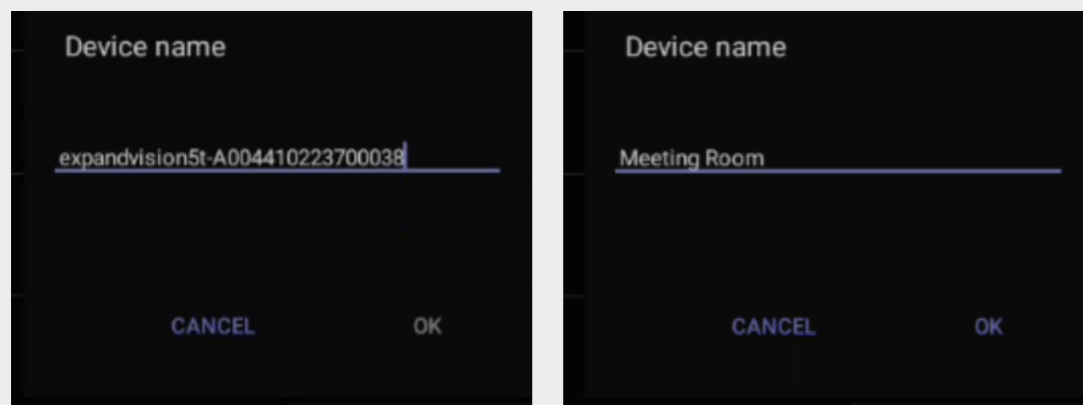 Device name
expandvision5t-A004410223700038
CANCEL OK
Device name
Meeting Room
CANCEL OK